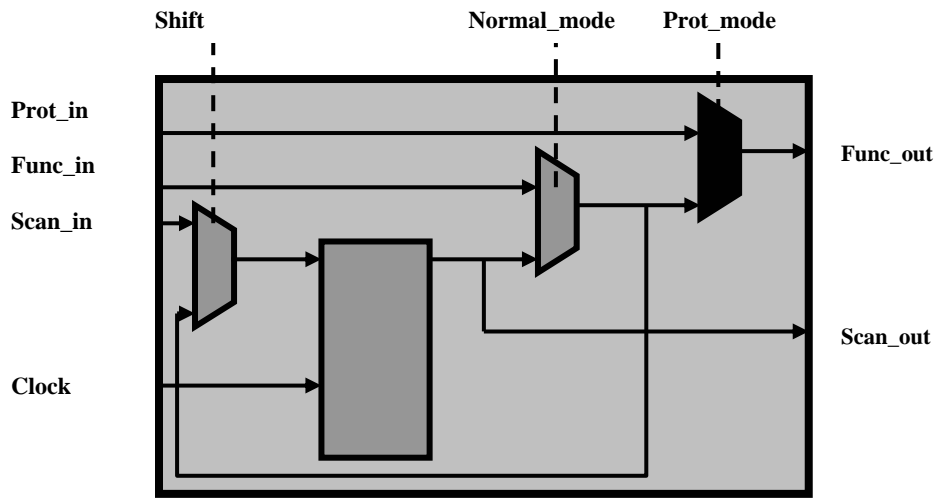 Shift
Normal_mode
Prot_mode
Prot_in
Func_in
Func_out
Scan_in
Scan_out
Clock